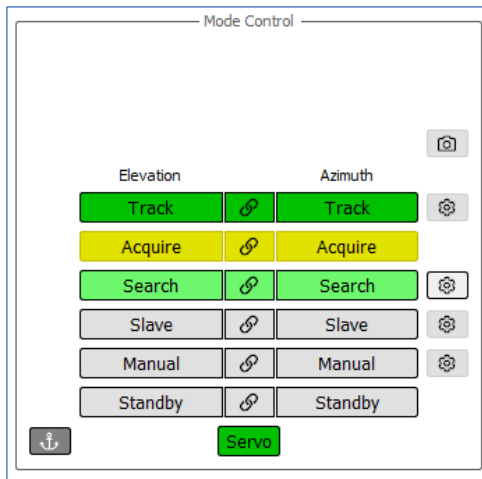 Mode Control
Elevation Azimuth
Track Track
Acquire Acquire
Search Search
Slave Slave
Manual Manual
Standby Standby
Servo